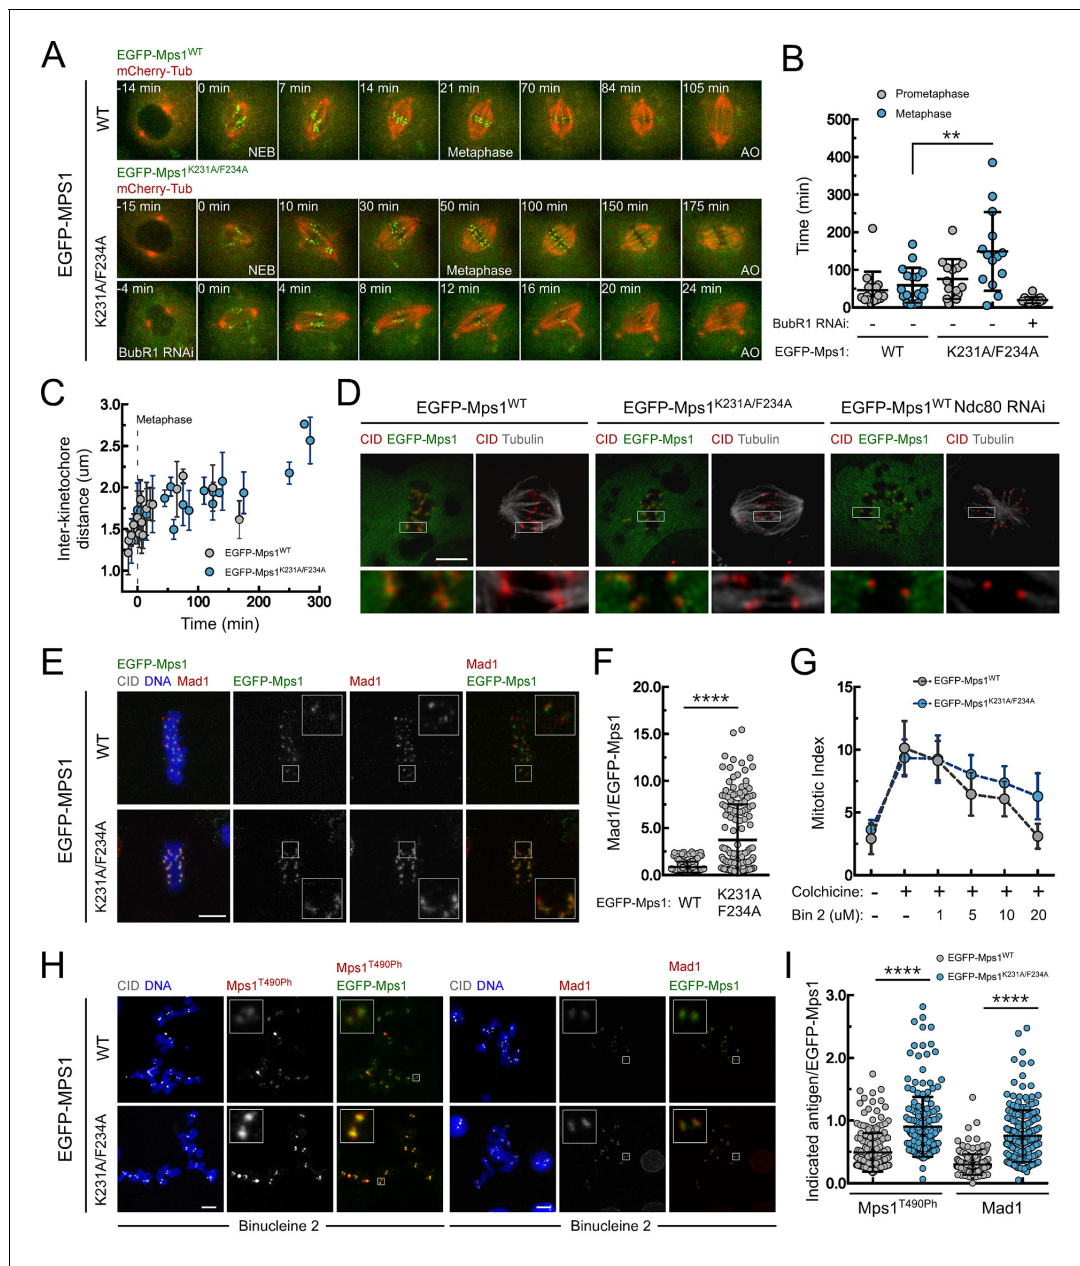 A
EGFP-Mps1WT
mCherry-Tub
EGFP-MPS1
WT
-14 min
0 min
7 min
14 min
21 min
70 min
84 min
105 min
NEB
Metaphase
AO
EGFP-Mps1K231A/F234A
mCherry-Tub
K231A/F234A
-15 min
0 min
10 min
30 min
50 min
100 min
150 min
175 min
NEB
Metaphase
AO
-4 min
0 min
4 min
8 min
12 min
16 min
20 min
24 min
BubR1 RNAi
AO
B
Prometaphase
Metaphase
**
Time (min)
500
400
300
200
100
0
BubR1 RNAi: - - - - +
EGFP-Mps1: WT K231A/F234A
C
Metaphase
Inter-kinetochore
distance (um)
3.0
2.5
2.0
1.5
1.0
EGFP-Mps1WT
EGFP-Mps1K231A/F234A
0 100 200 300
Time (min)
D
EGFP-Mps1WT EGFP-Mps1K231A/F234A EGFP-Mps1WT Ndc80 RNAi
CID EGFP-Mps1 CID Tubulin CID EGFP-Mps1 CID Tubulin CID EGFP-Mps1 CID Tubulin
E
EGFP-Mps1 Mad1
CID DNA Mad1 EGFP-Mps1 Mad1 EGFP-Mps1
EGFP-MPS1
WT
K231A/F234A
F
Mad1/EGFP-Mps1
20.0
15.0
10.0
5.0
0.0
****
EGFP-Mps1: WT K231A
F234A
G
EGFP-Mps1WT
EGFP-Mps1K231A/F234A
Mitotic Index
15
10
5
0
Colchicine: - + + + + +
Bin 2 (uM): - - 1 5 10 20
H
Mps1T490Ph Mad1
CID DNA Mps1T490Ph EGFP-Mps1 CID DNA Mad1 EGFP-Mps1
EGFP-MPS1
WT
K231A/F234A
Binucleine 2 Binucleine 2
I
EGFP-Mps1WT
EGFP-Mps1K231A/F234A
**** ****
Indicated antigen/EGFP-Mps1
3.0
2.0
1.0
0.0
Mps1T490Ph Mad1